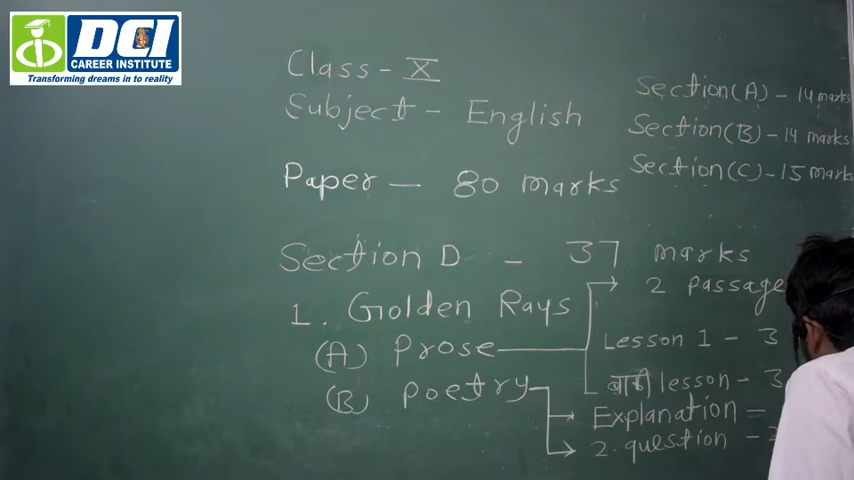 DCI
CAREER INSTITUTE
Transforming dreams in to reality
Class - X
Subject - English
Paper - 80 marks
Section(A) - 14 marks
Section(B) - 14 marks
Section(C) - 15 mark
Section D - 37 marks
1. Golden Rays
(A) Prose
2 passage
Lesson 1 - 3
बाकी lesson - 3
(B) Poetry
Explanation =
2. question - 2